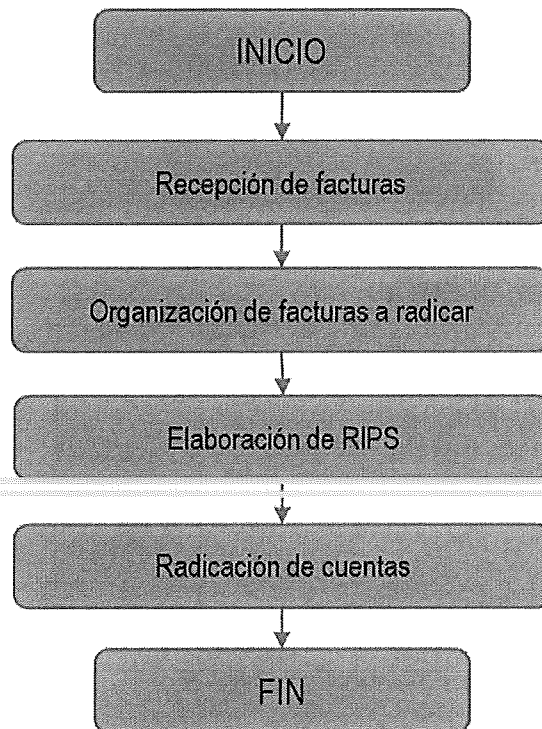 INICIO
Recepción de facturas
Organización de facturas a radicar
Elaboración de RIPS
Radicación de cuentas
FIN